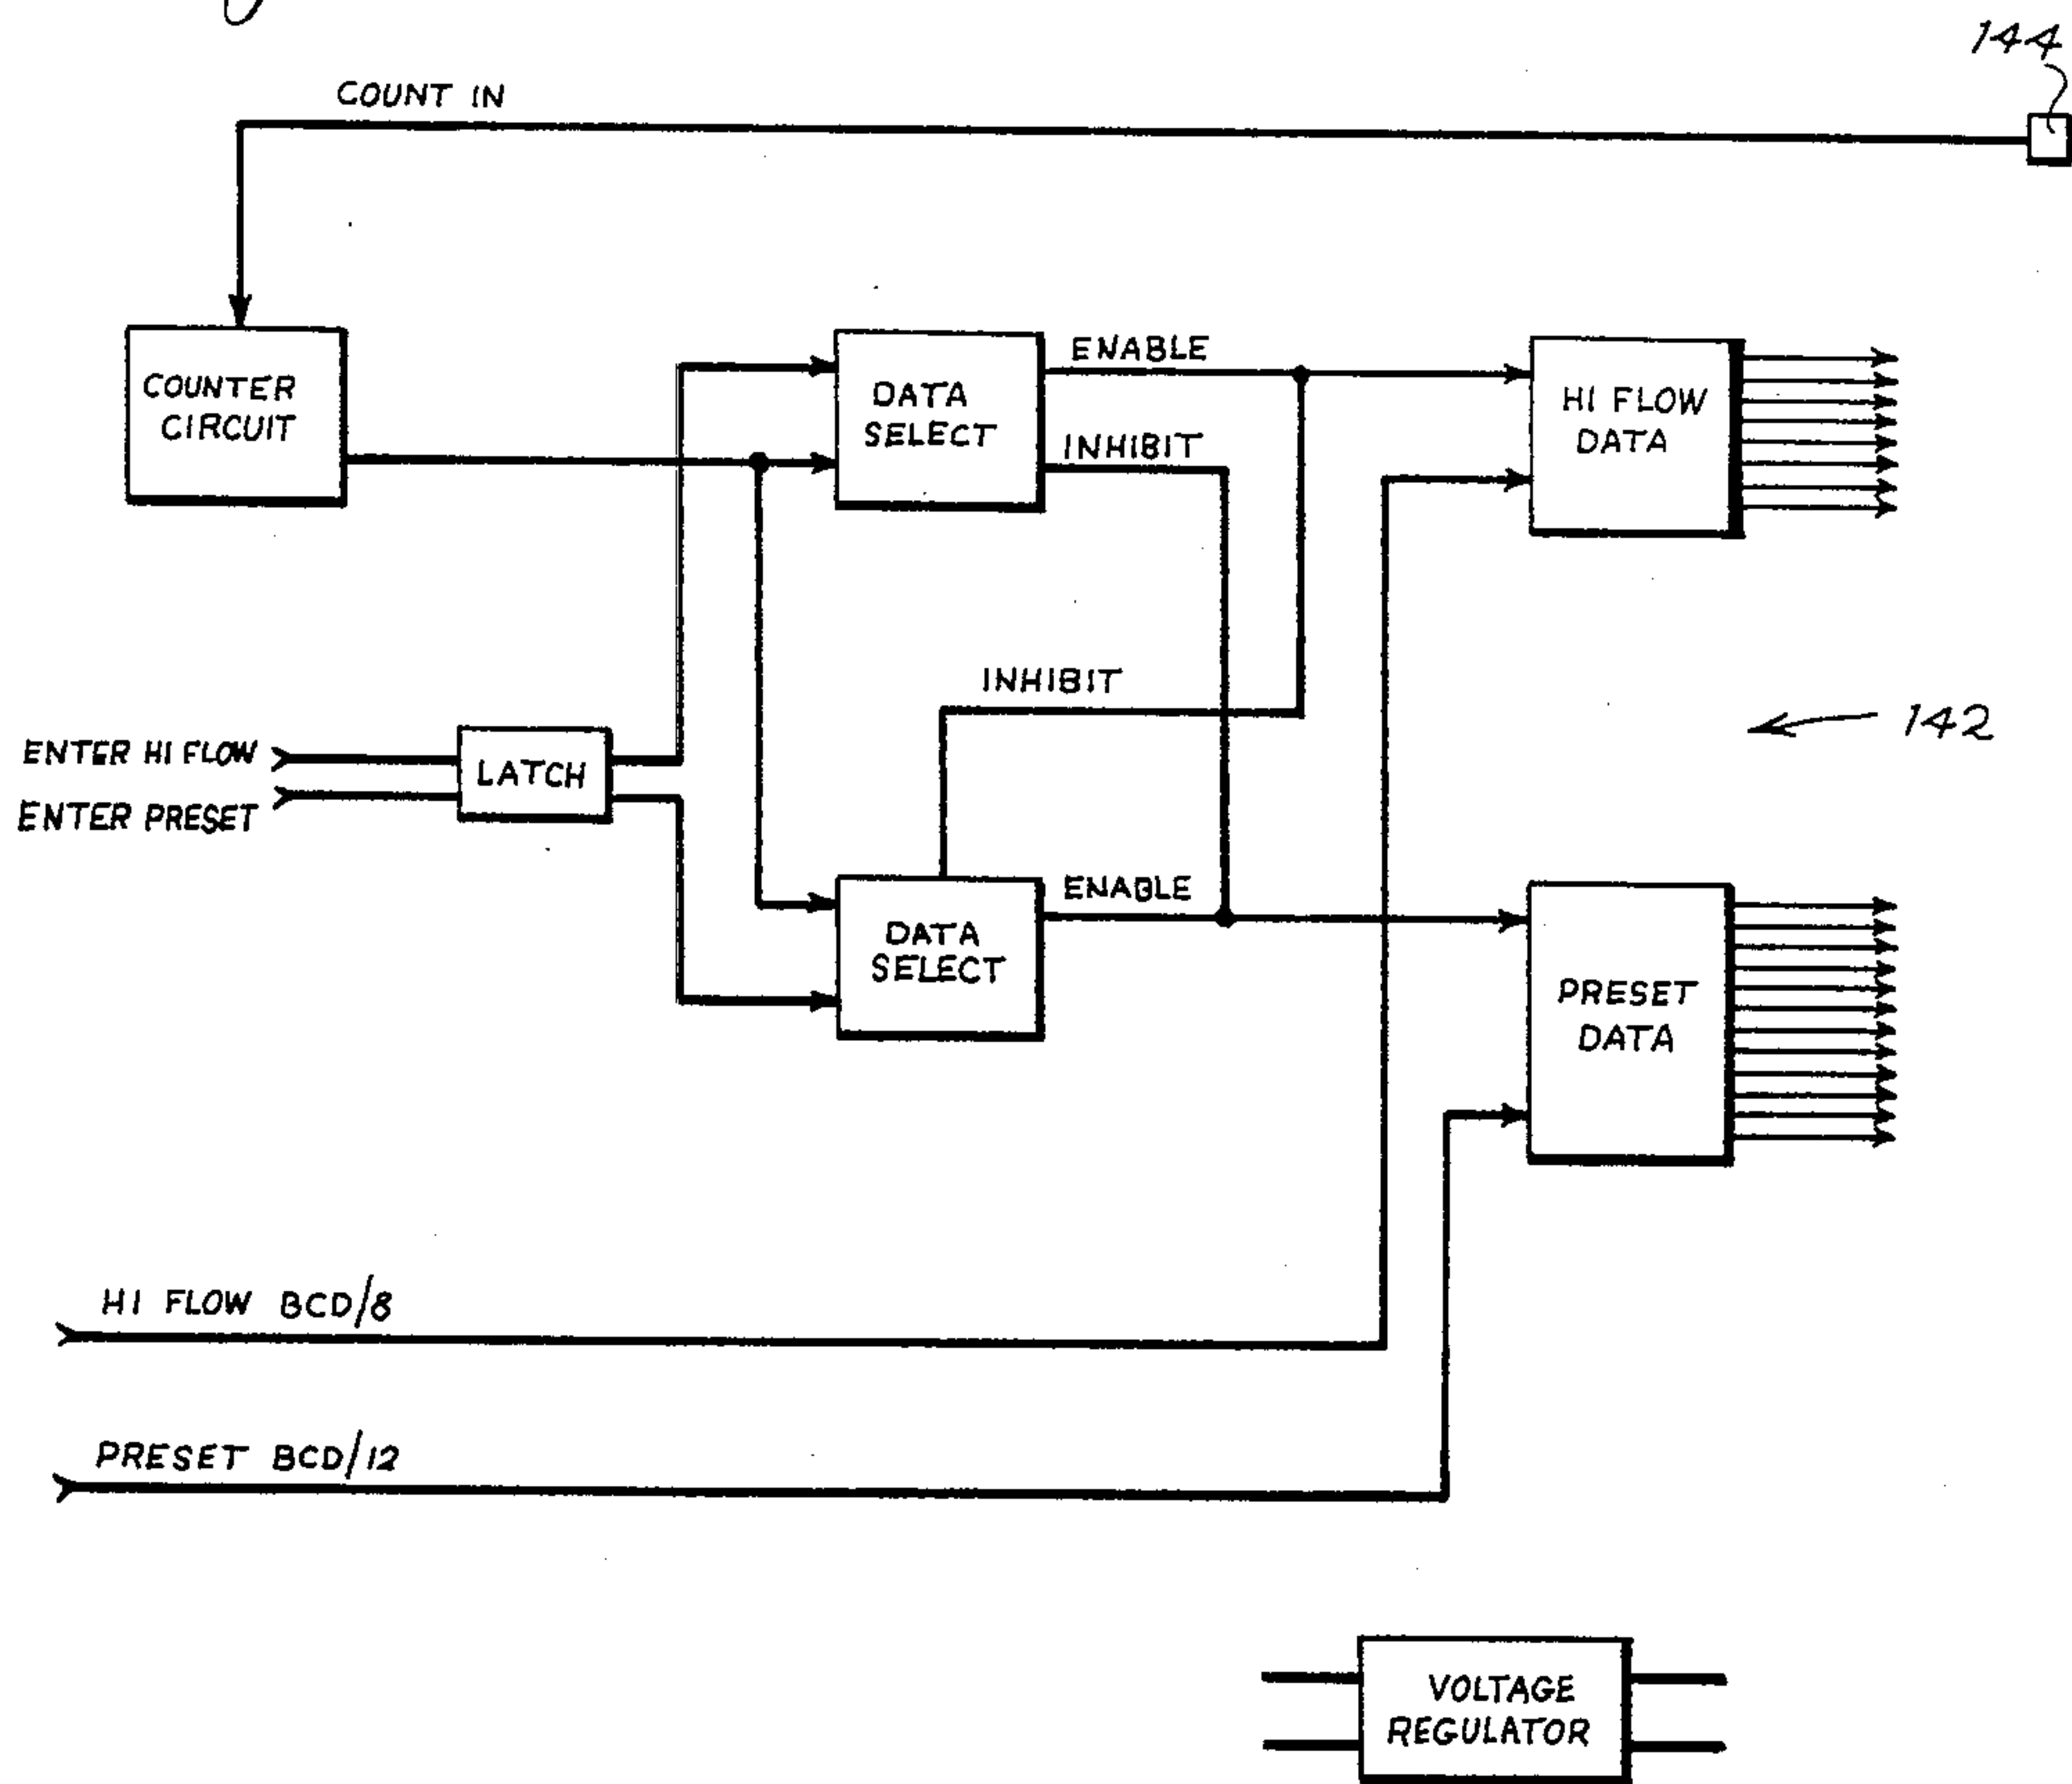 144
COUNT IN
COUNTER
CIRCUIT
DATA
SELECT
ENABLE
INHIBIT
HI FLOW
DATA
INHIBIT
142
ENTER HI FLOW
ENTER PRESET
LATCH
DATA
SELECT
ENABLE
PRESET
DATA
HI FLOW BCD/8
PRESET BCD/12
VOLTAGE
REGULATOR